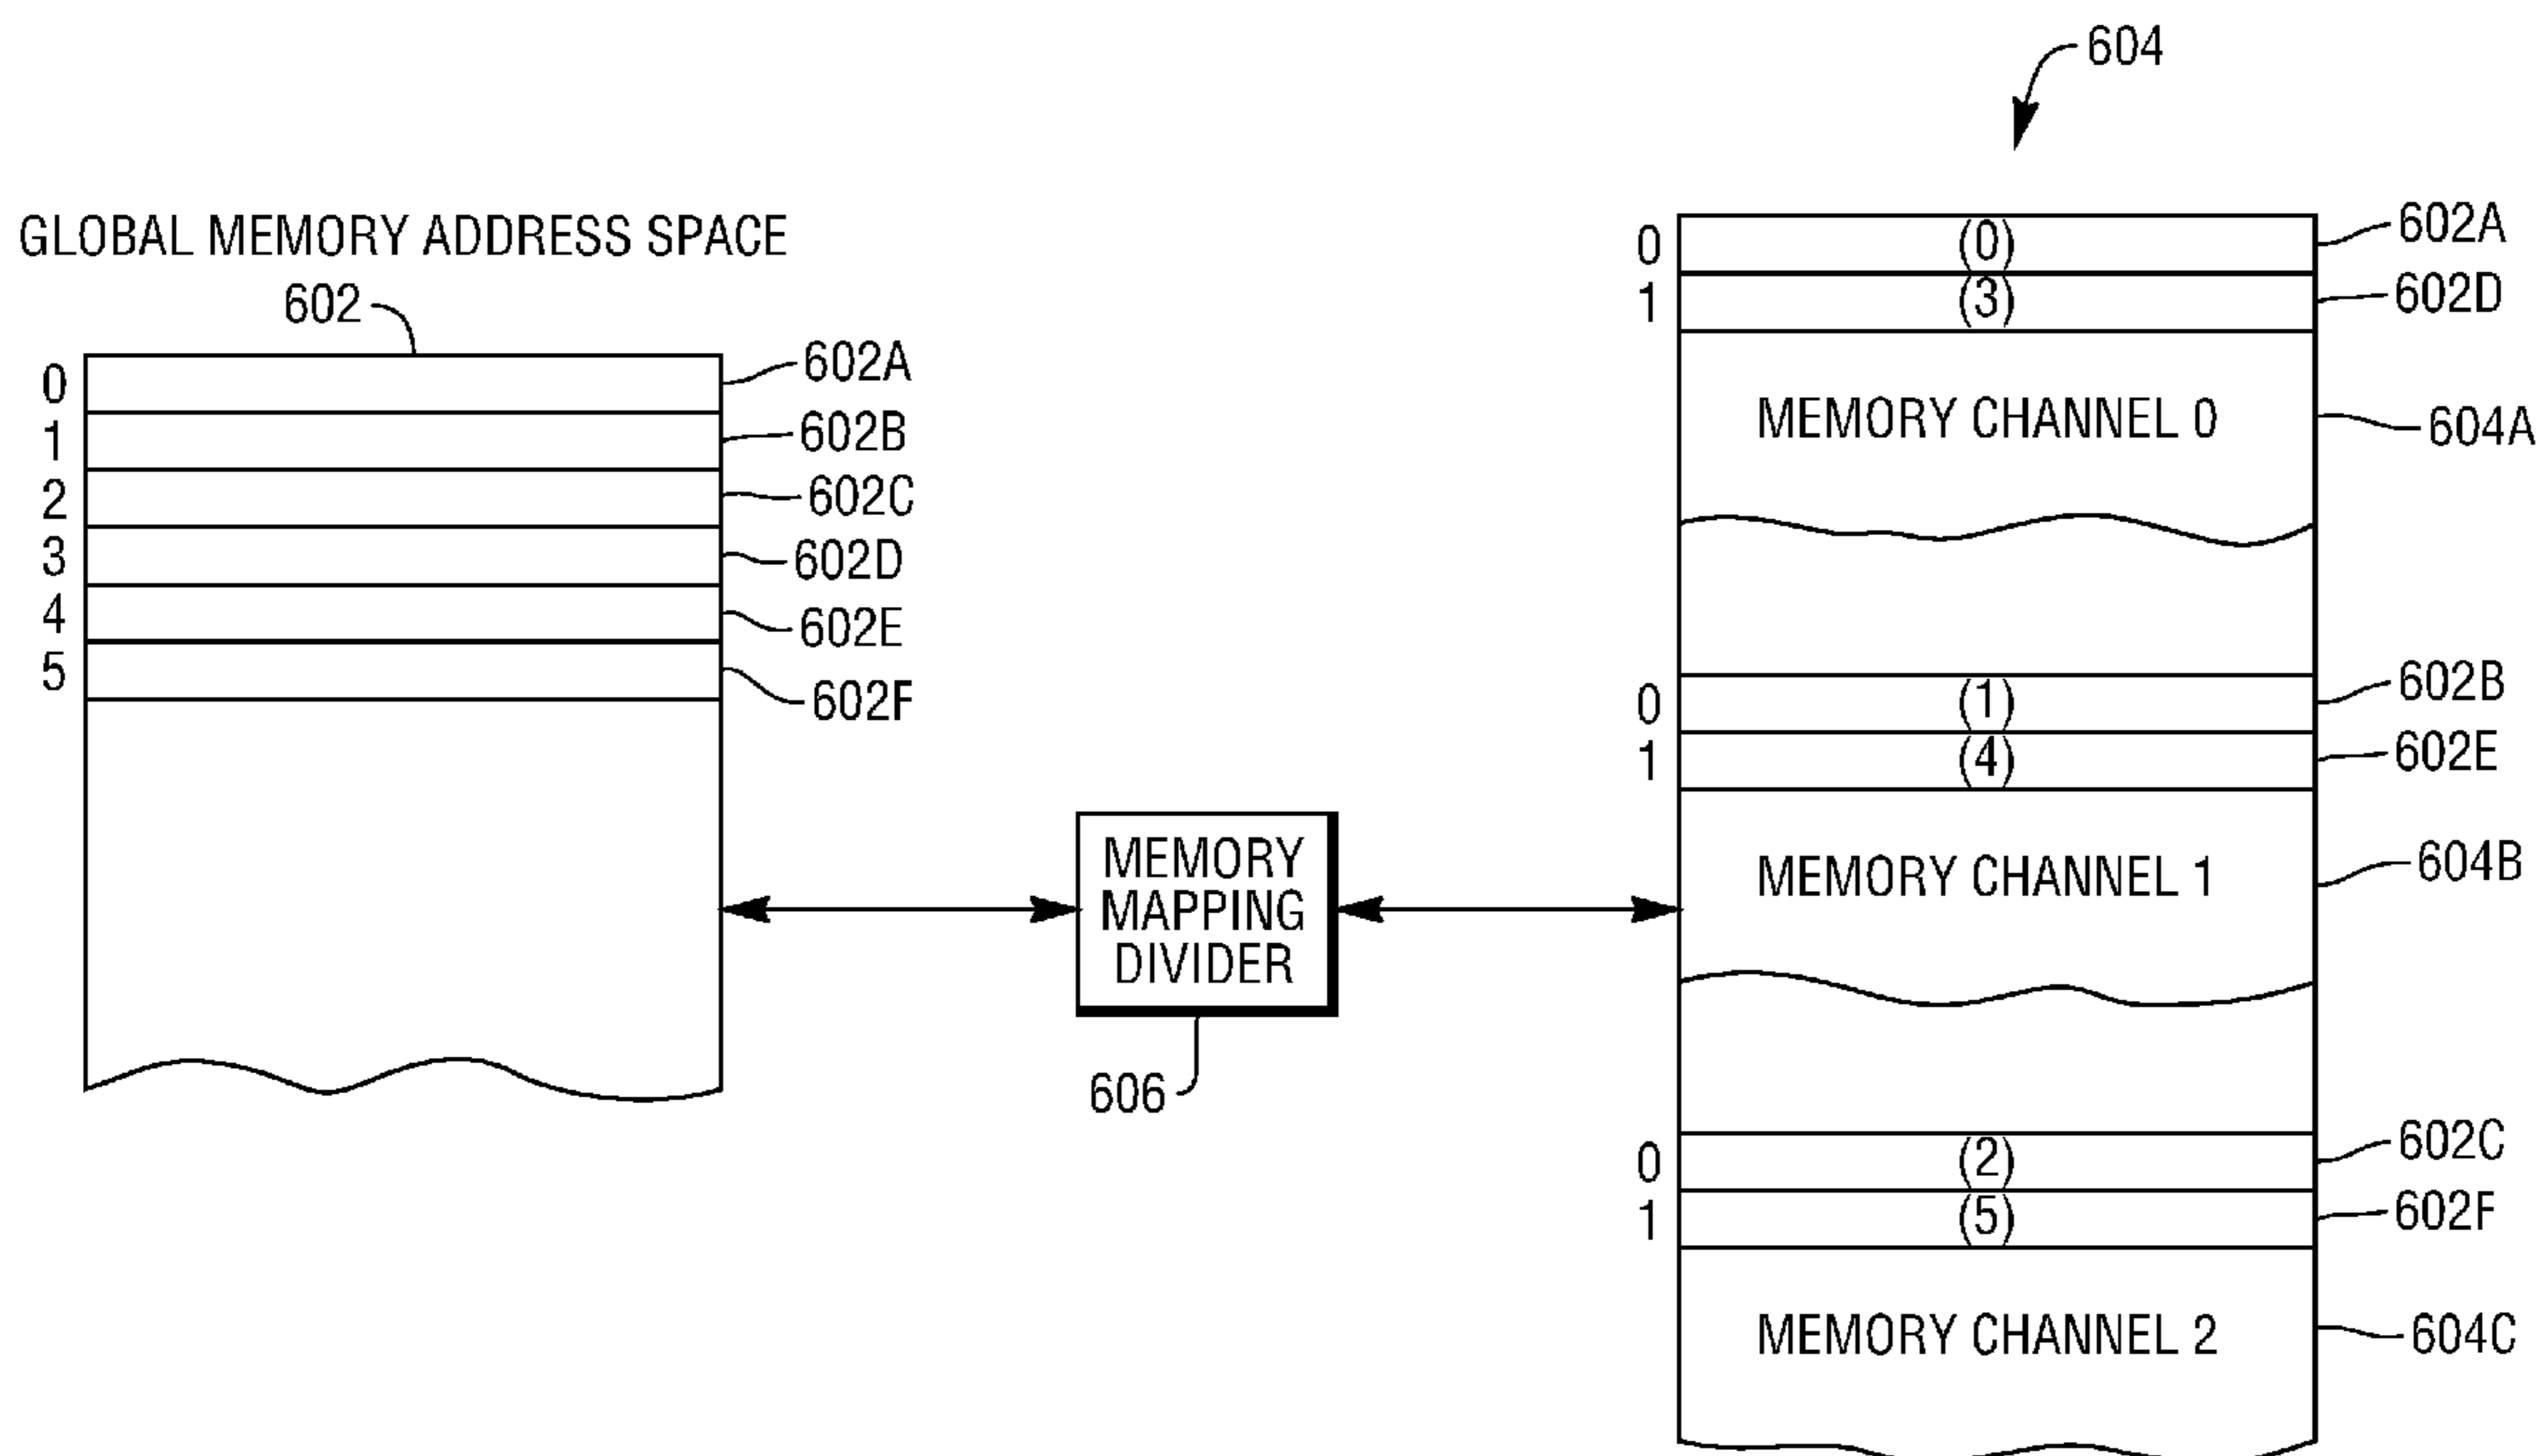 604
GLOBAL MEMORY ADDRESS SPACE
602
0 602A
1 602B
2 602C
3 602D
4 602E
5 602F
MEMORY
MAPPING
DIVIDER
606
0 (0) 602A
1 (3) 602D
MEMORY CHANNEL 0 604A
0 (1) 602B
1 (4) 602E
MEMORY CHANNEL 1 604B
0 (2) 602C
1 (5) 602F
MEMORY CHANNEL 2 604C